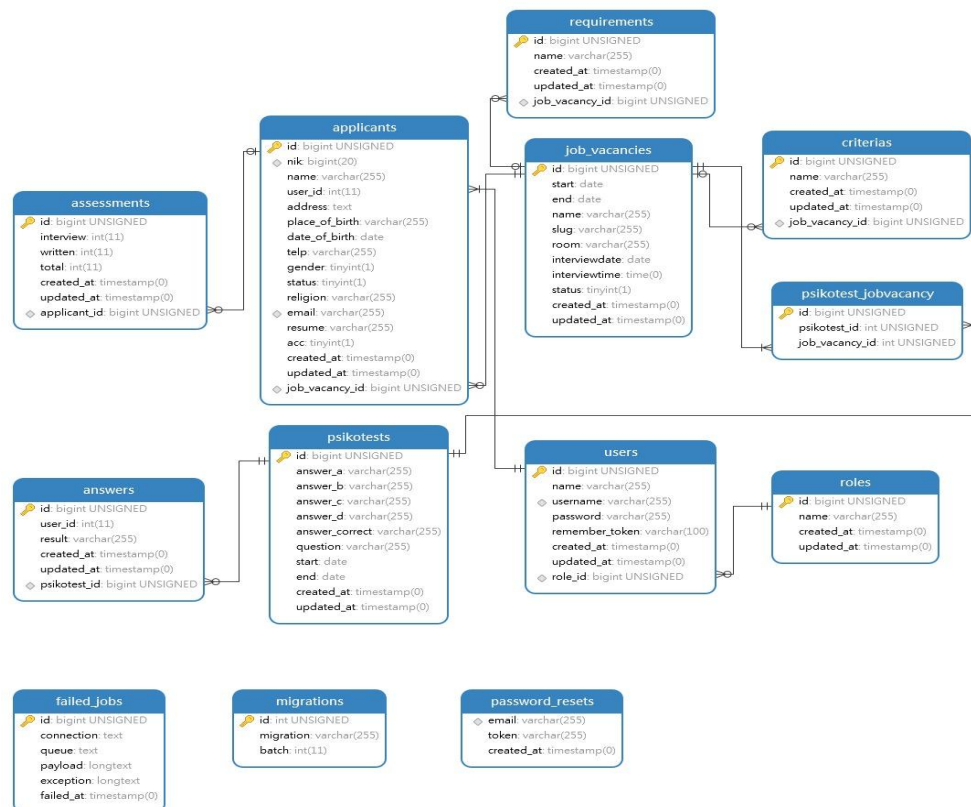 requirements
id: bigint UNSIGNED
name: varchar(255)
created_at: timestamp(0)
updated_at: timestamp(0)
job_vacancy_id: bigint UNSIGNED
applicants
id: bigint UNSIGNED
nik: bigint(20)
name: varchar(255)
user_id: int(11)
address: text
place_of_birth: varchar(255)
date_of_birth: date
telp: varchar(255)
gender: tinyint(1)
status: tinyint(1)
religion: varchar(255)
email: varchar(255)
resume: varchar(255)
acc: tinyint(1)
created_at: timestamp(0)
updated_at: timestamp(0)
job_vacancy_id: bigint UNSIGNED
job_vacancies
id: bigint UNSIGNED
start: date
end: date
name: varchar(255)
slug: varchar(255)
room: varchar(255)
interviewdate: date
interviewtime: time(0)
status: tinyint(1)
created_at: timestamp(0)
updated_at: timestamp(0)
criterias
id: bigint UNSIGNED
name: varchar(255)
created_at: timestamp(0)
updated_at: timestamp(0)
job_vacancy_id: bigint UNSIGNED
assessments
id: bigint UNSIGNED
interview: int(11)
written: int(11)
total: int(11)
created_at: timestamp(0)
updated_at: timestamp(0)
applicant_id: bigint UNSIGNED
psikotest_jobvacancy
id: bigint UNSIGNED
psikotest_id: int UNSIGNED
job_vacancy_id: int UNSIGNED
psikotests
id: bigint UNSIGNED
answer_a: varchar(255)
answer_b: varchar(255)
answer_c: varchar(255)
answer_d: varchar(255)
answer_correct: varchar(255)
question: varchar(255)
start: date
end: date
created_at: timestamp(0)
updated_at: timestamp(0)
users
id: bigint UNSIGNED
name: varchar(255)
username: varchar(255)
password: varchar(255)
remember_token: varchar(100)
created_at: timestamp(0)
updated_at: timestamp(0)
role_id: bigint UNSIGNED
roles
id: bigint UNSIGNED
name: varchar(255)
created_at: timestamp(0)
updated_at: timestamp(0)
answers
id: bigint UNSIGNED
user_id: int(11)
result: varchar(255)
created_at: timestamp(0)
updated_at: timestamp(0)
psikotest_id: bigint UNSIGNED
failed_jobs
id: bigint UNSIGNED
connection: text
queue: text
payload: longtext
exception: longtext
failed_at: timestamp(0)
migrations
id: int UNSIGNED
migration: varchar(255)
batch: int(11)
password_resets
email: varchar(255)
token: varchar(255)
created_at: timestamp(0)